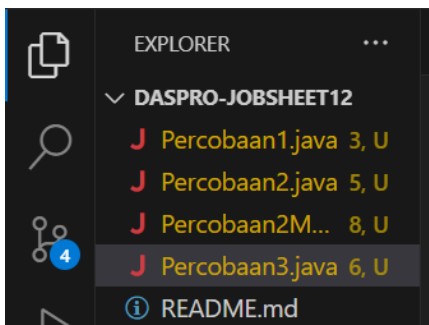 EXPLORER ...
DASPRO-JOBSHEET12
J Percobaan1.java 3, U
J Percobaan2.java 5, U
J Percobaan2M... 8, U
4
J Percobaan3.java 6, U
README.md